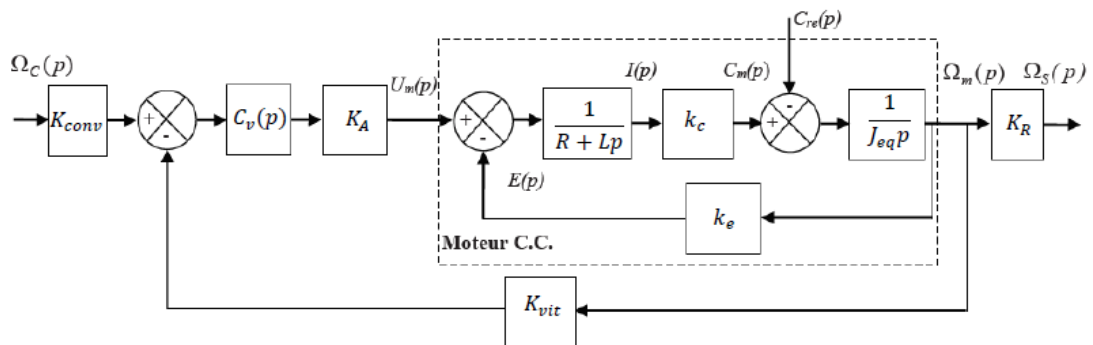 C_re(p)
Ω_C(p)
U_m(p)
I(p)
C_m(p)
Ω_m(p)
Ω_S(p)
K_conv
+
-
C_v(p)
K_A
+
-
1
R + Lp
k_c
-
+
1
J_eq p
K_R
E(p)
k_e
Moteur C.C.
K_vit